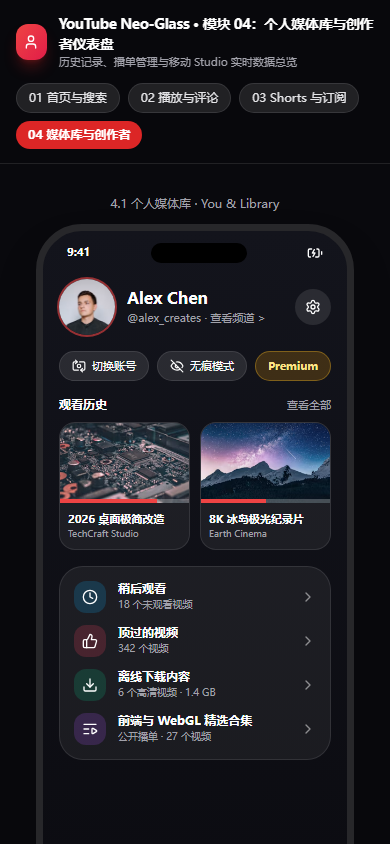 YouTube Neo-Glass • 模块 04：个人媒体库与创作
者仪表盘
历史记录、播单管理与移动 Studio 实时数据总览
01 首页与搜索
02 播放与评论
03 Shorts 与订阅
04 媒体库与创作者
4.1 个人媒体库 · You & Library
9:41
Alex Chen
@alex_creates · 查看频道 >
切换账号
无痕模式
Premium
观看历史
查看全部
2026 桌面极简改造
TechCraft Studio
8K 冰岛极光纪录片
Earth Cinema
稍后观看
18 个未观看视频
顶过的视频
342 个视频
离线下载内容
6 个高清视频 · 1.4 GB
前端与 WebGL 精选合集
公开播单 · 27 个视频